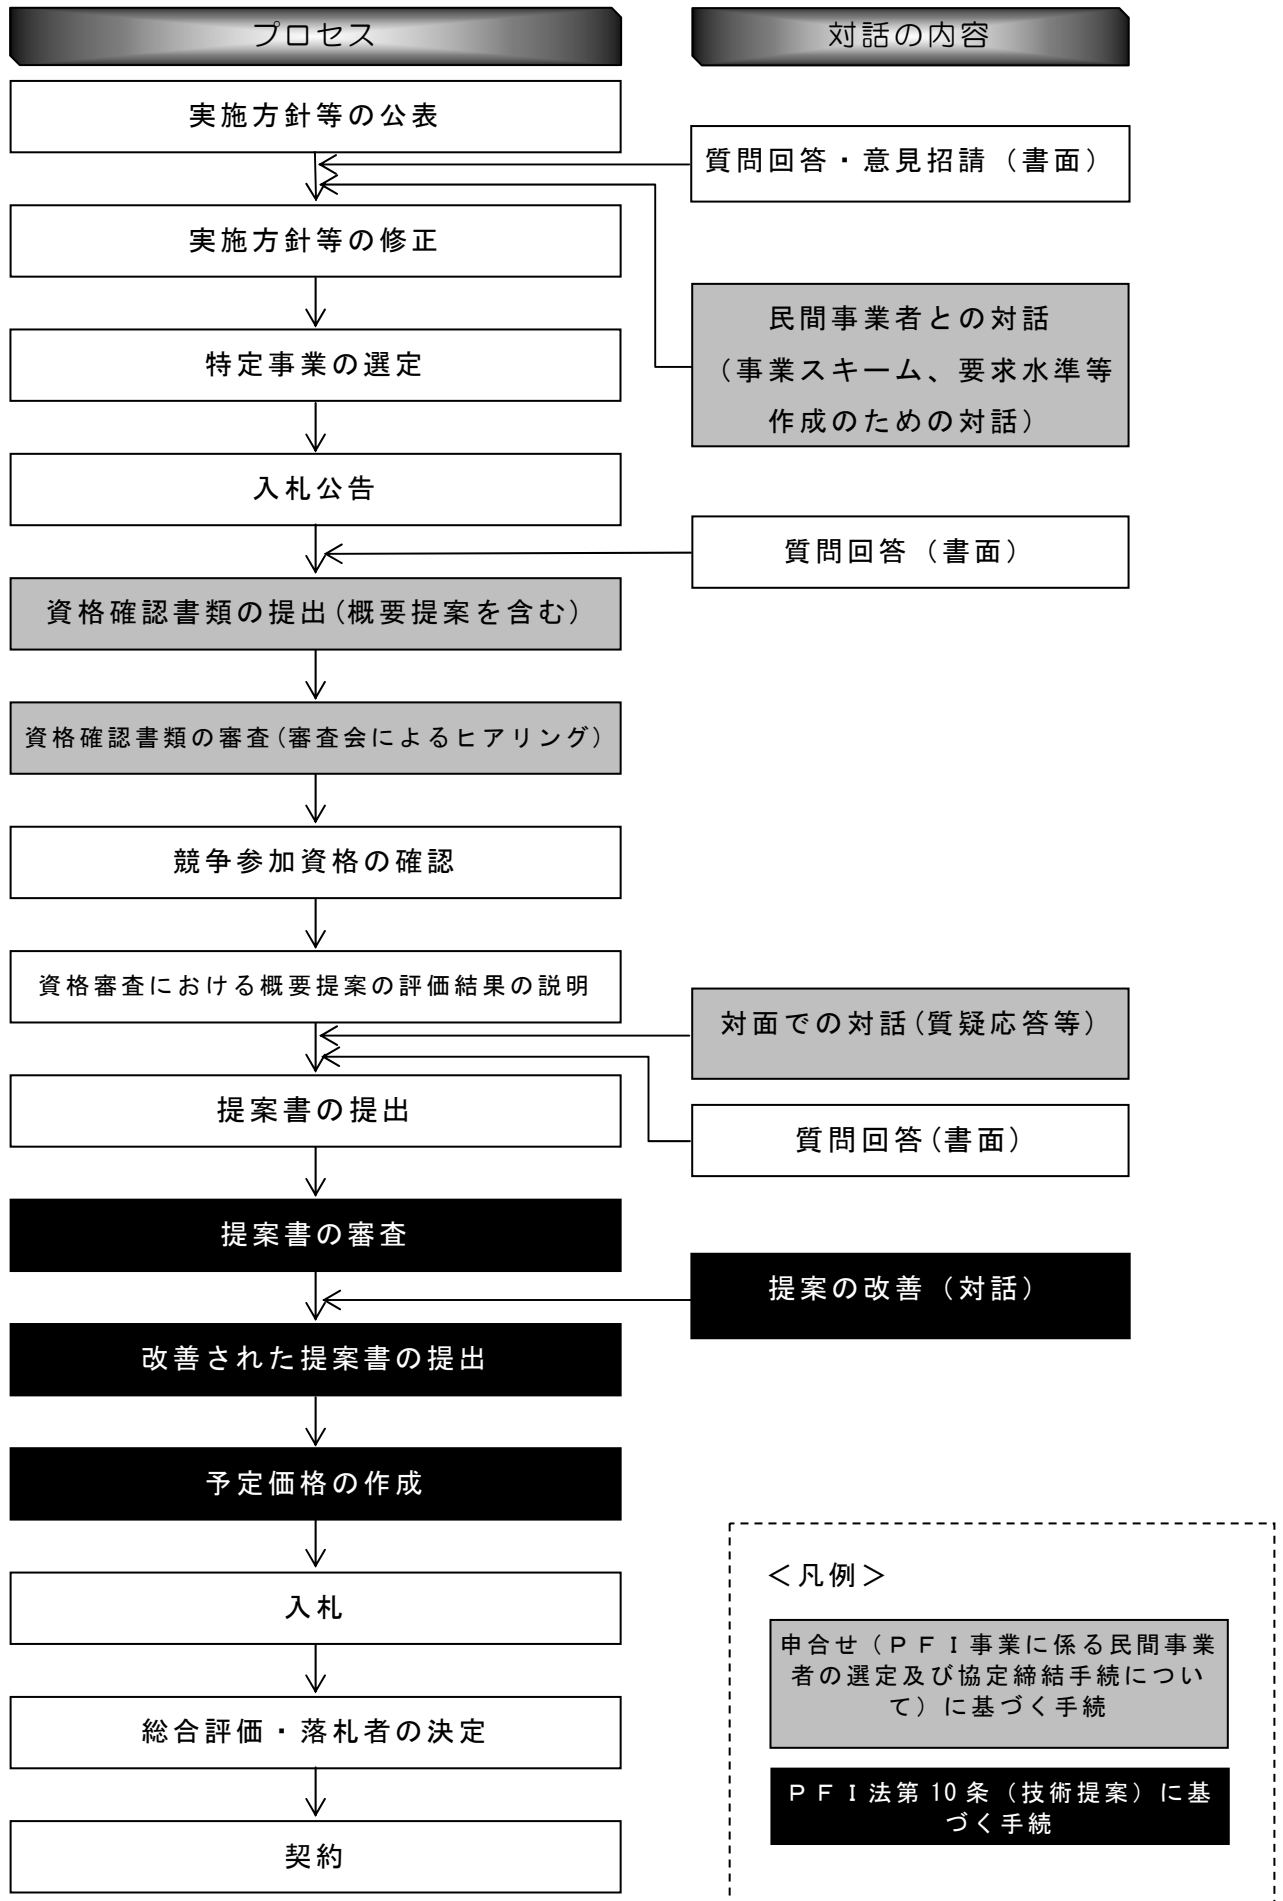 プロセス
対話の内容
実施方針等の公表
質問回答・意見招請（書面）
実施方針等の修正
民間事業者との対話
（事業スキーム、要求水準等
作成のための対話）
特定事業の選定
入札公告
質問回答（書面）
資格確認書類の提出(概要提案を含む)
資格確認書類の審査(審査会によるヒアリング)
競争参加資格の確認
資格審査における概要提案の評価結果の説明
対面での対話(質疑応答等)
提案書の提出
質問回答(書面)
提案書の審査
提案の改善（対話）
改善された提案書の提出
予定価格の作成
入札
総合評価・落札者の決定
契約
＜凡例＞
申合せ（ＰＦＩ事業に係る民間事業
者の選定及び協定締結手続につい
て）に基づく手続
ＰＦＩ法第10条（技術提案）に基
づく手続